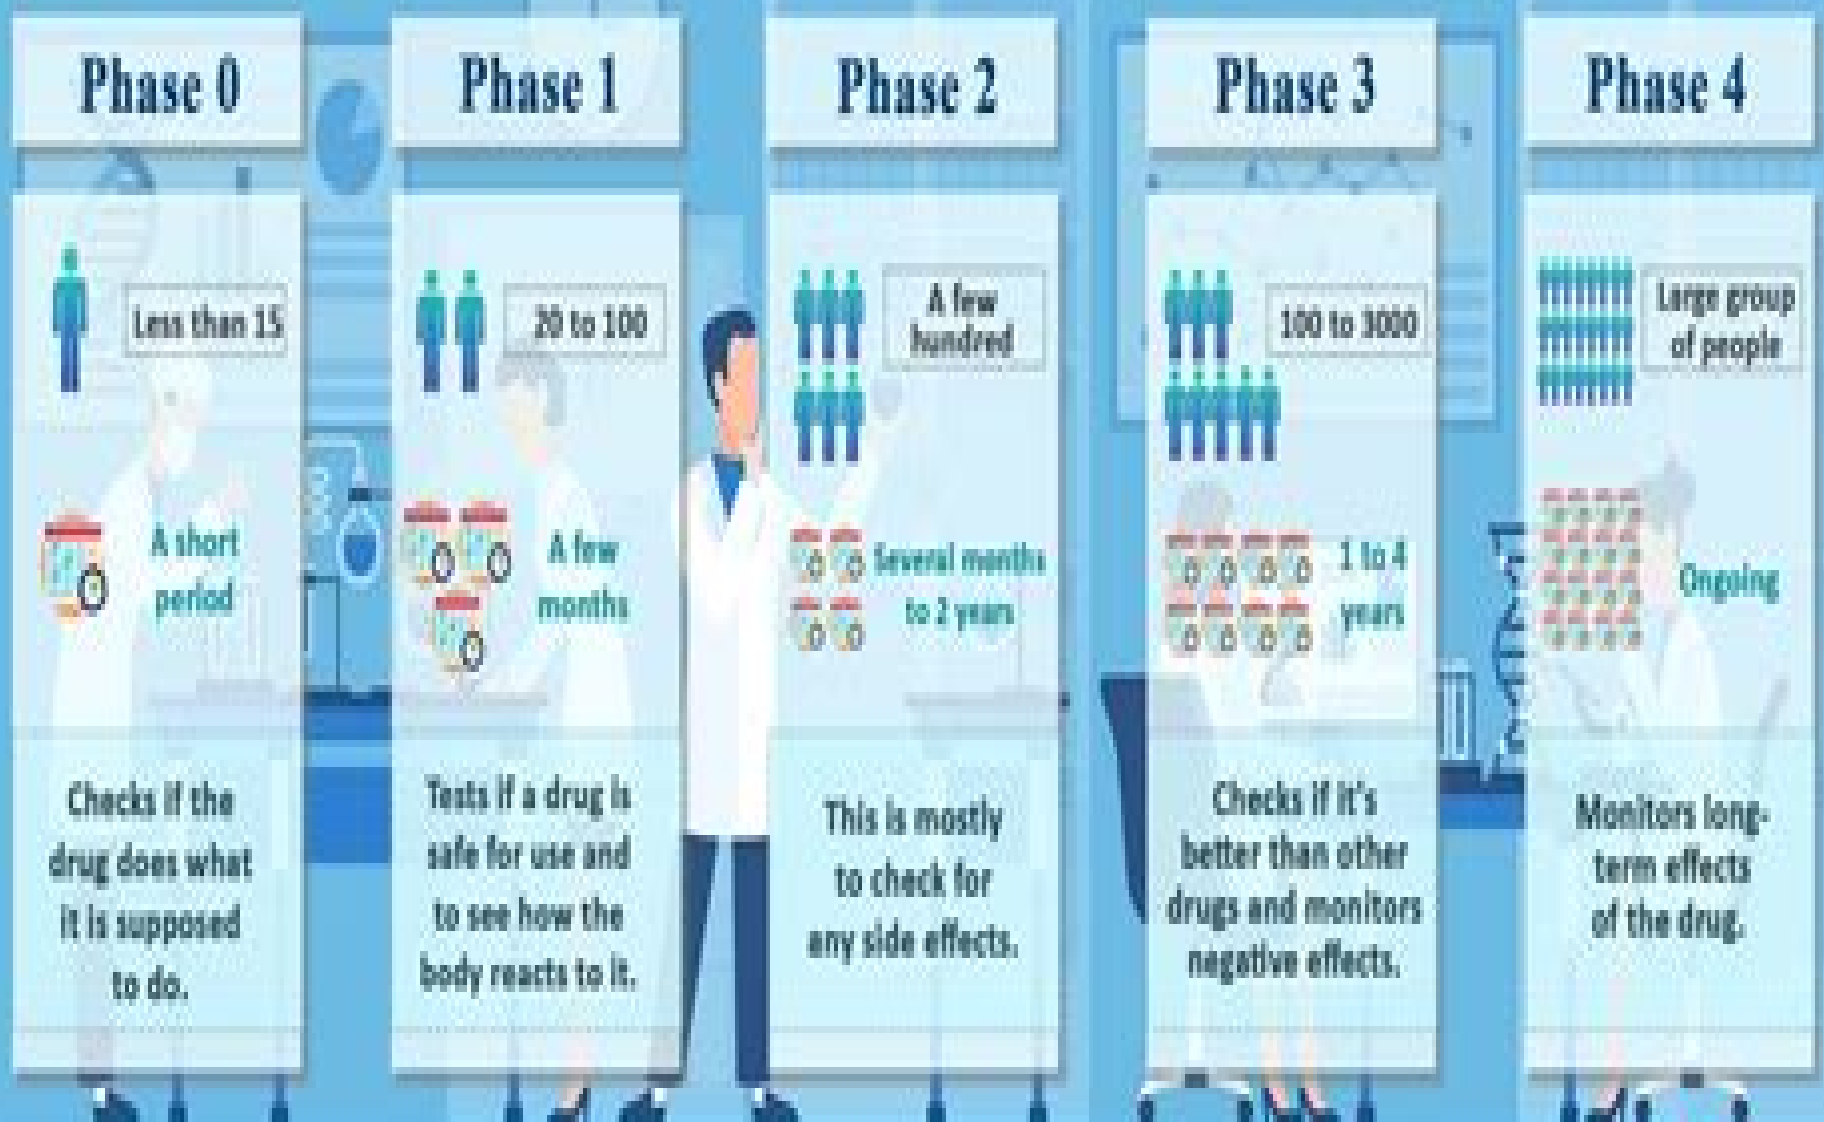 Phase 0
Less than 15
A short
period
Checks if the
drug does what
it is supposed
to do.
Phase 1
20 to 100
A few
months
Tests if a drug is
safe for use and
to see how the
body reacts to it.
Phase 2
A few
hundred
Several months
to 2 years
This is mostly
to check for
any side effects.
Phase 3
100 to 3000
1 to 4
years
Checks if it's
better than other
drugs and monitors
negative effects.
Phase 4
Large group
of people
Ongoing
Monitors long-
term effects
of the drug.